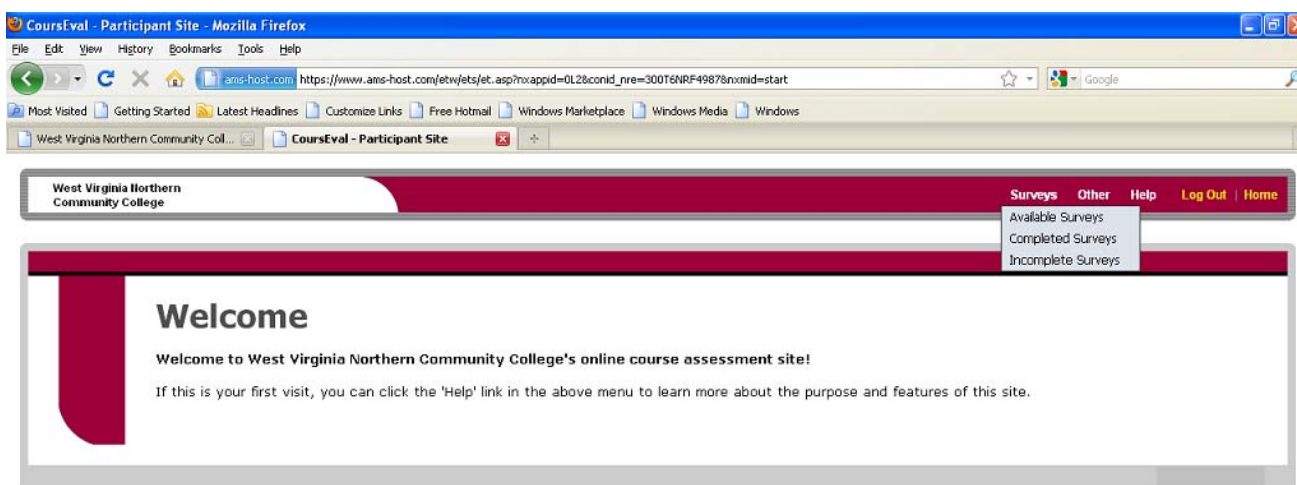 CoursEval - Participant Site - Mozilla Firefox
File Edit View History Bookmarks Tools Help
ams-host.com https://www.ams-host.com/etw/ets/et.asp?nxappid=0L2&conid_nre=300T6NRF4987&nxmid=start Google
Most Visited Getting Started Latest Headlines Customize Links Free Hotmail Windows Marketplace Windows Media Windows
West Virginia Northern Community Coll... CoursEval - Participant Site
West Virginia Northern
Community College
Surveys Other Help Log Out | Home
Available Surveys
Completed Surveys
Incomplete Surveys
Welcome
Welcome to West Virginia Northern Community College's online course assessment site!
If this is your first visit, you can click the 'Help' link in the above menu to learn more about the purpose and features of this site.